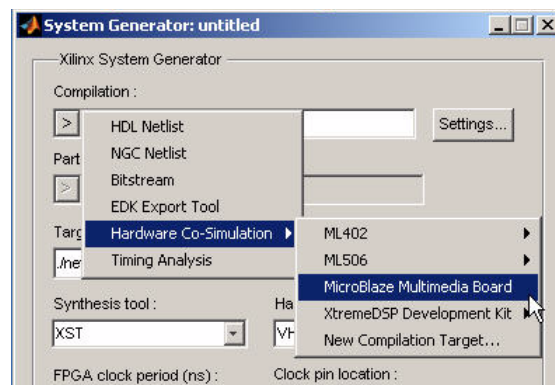 System Generator: untitled
Xilinx System Generator
Compilation :
>
HDL Netlist
Settings...
NGC Netlist
Part
Bitstream
>
EDK Export Tool
Targ
Hardware Co-Simulation
ML402
./ne
Timing Analysis
ML506
MicroBlaze Multimedia Board
Synthesis tool :
Ha
XtremeDSP Development Kit
XST
VH
New Compilation Target...
FPGA clock period (ns) :
Clock pin location :